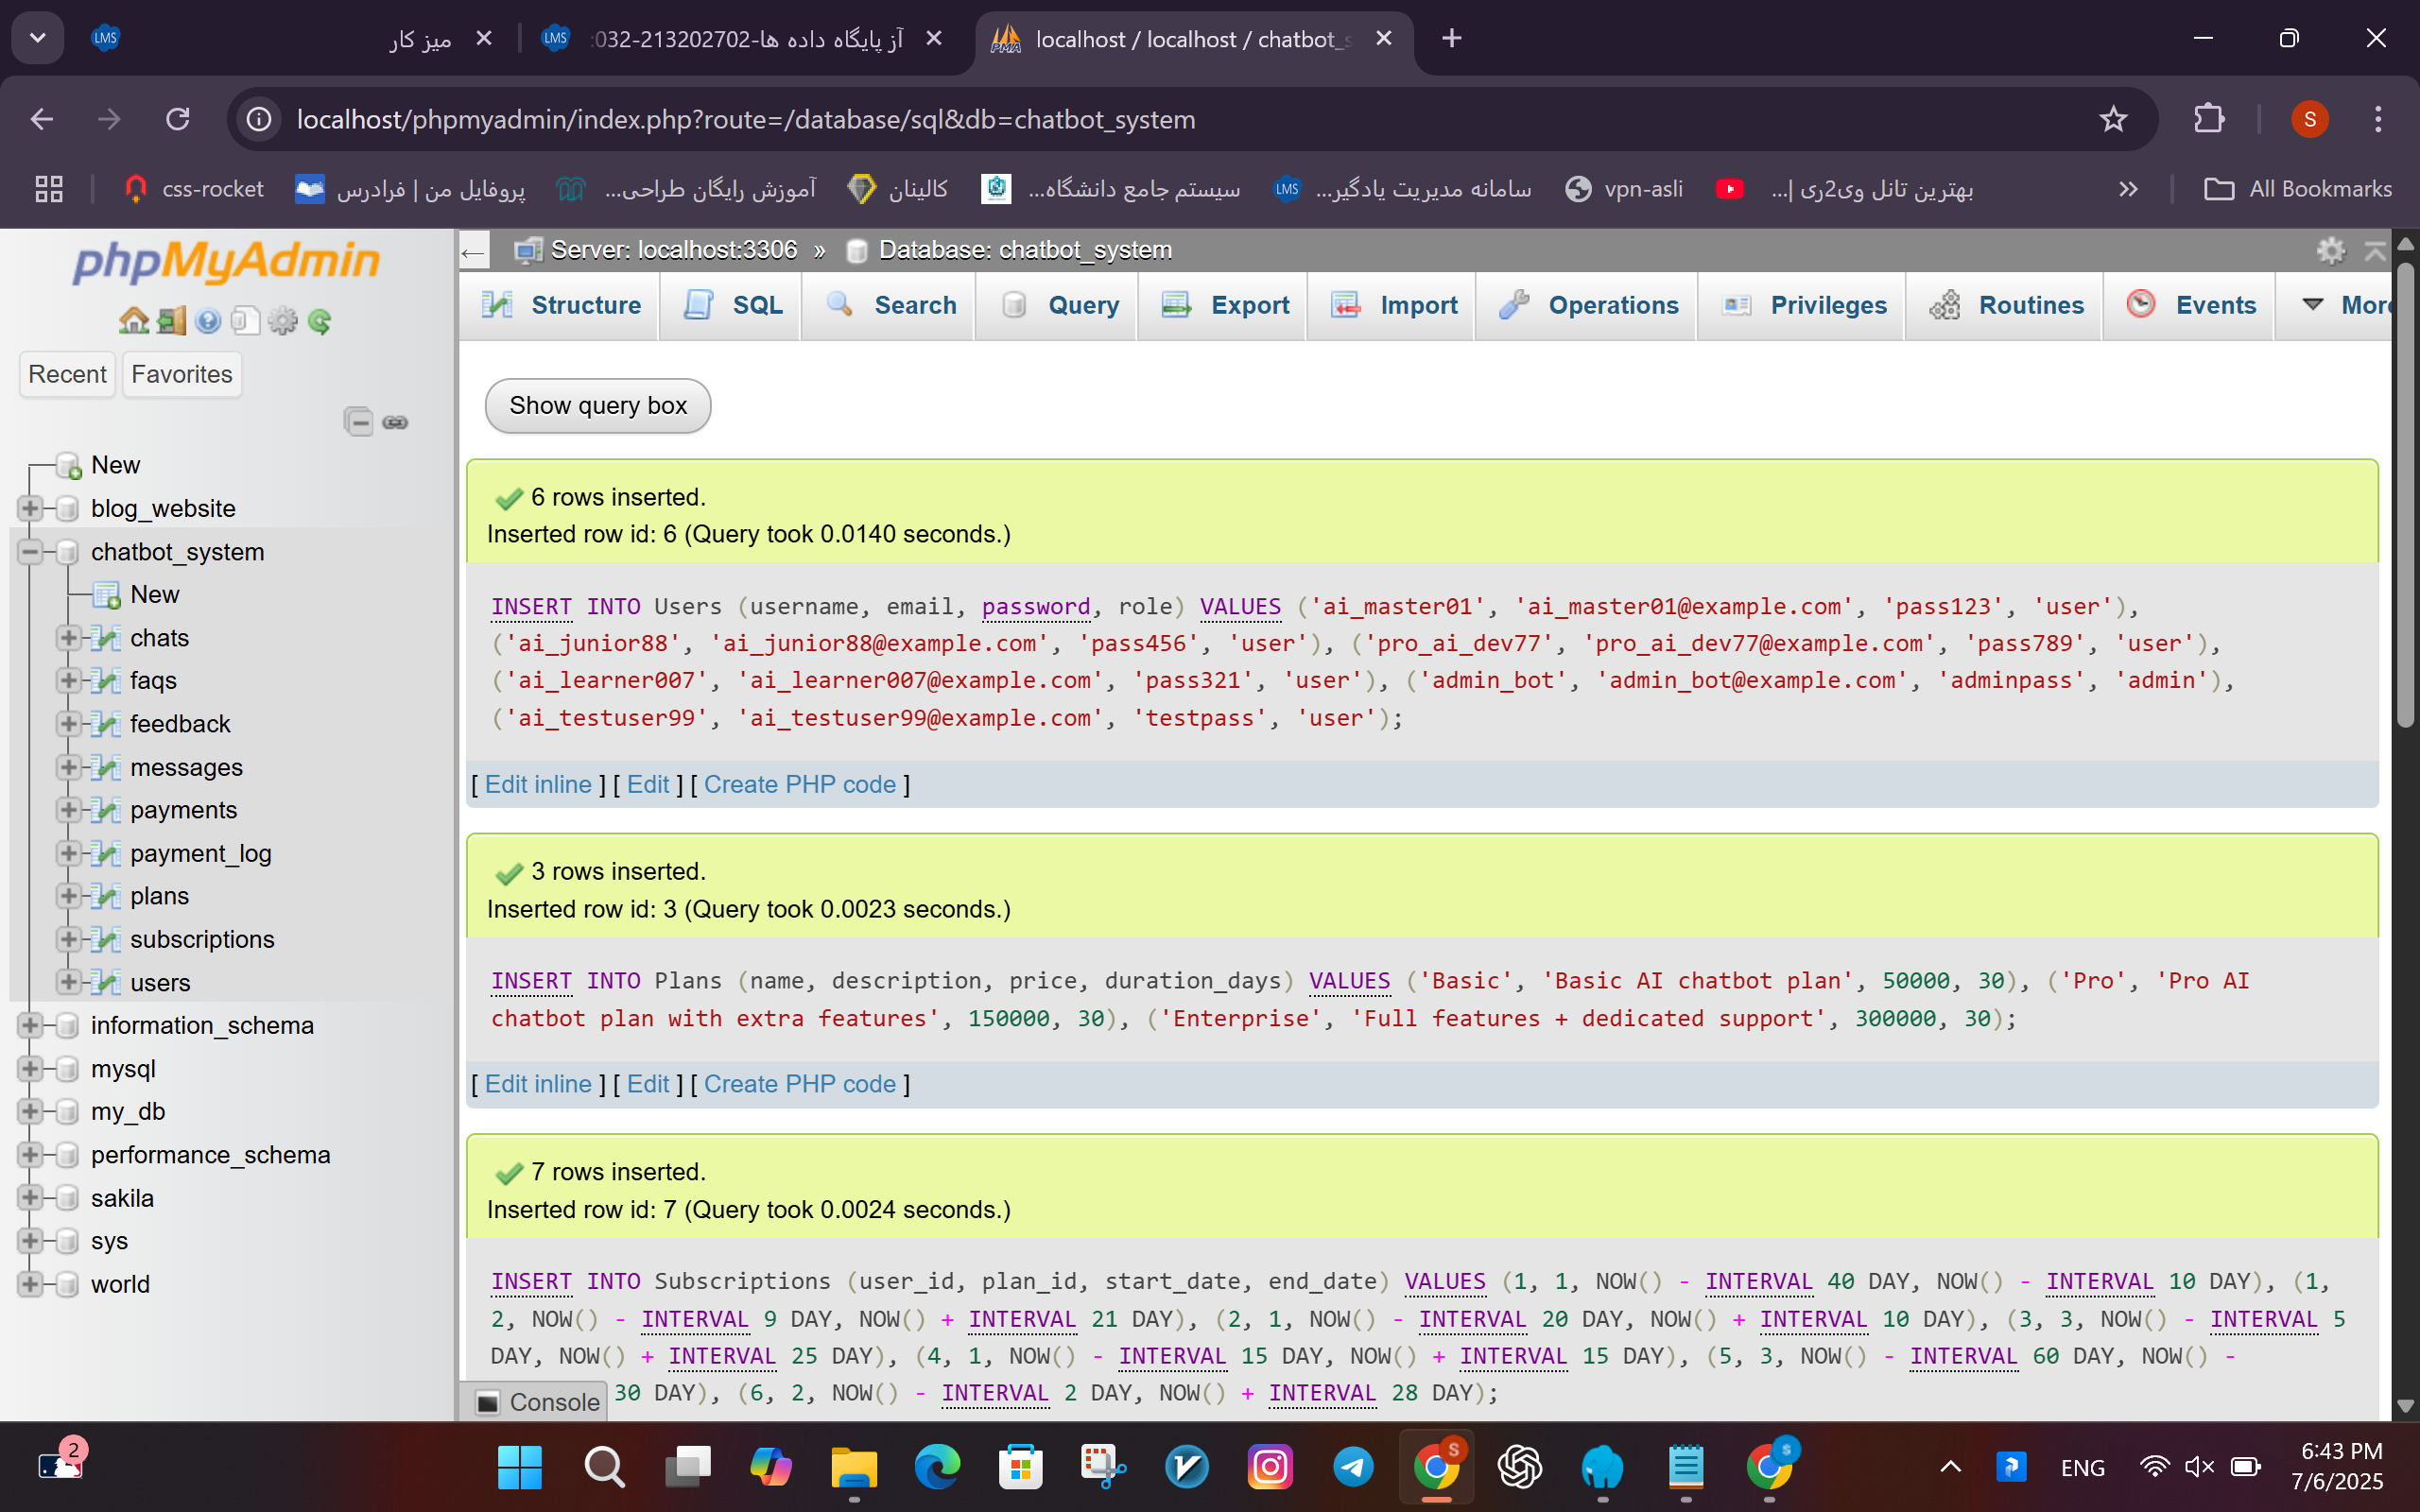 LMS
میز کار
LMS
آز پایگاه داده ها-213202702-032:
PMA
localhost / localhost / chatbot_s
localhost/phpmyadmin/index.php?route=/database/sql&db=chatbot_system
S
css-rocket
پروفایل من | فرادرس
آموزش رایگان طراحی...
کالینان
سیستم جامع دانشگاه...
LMS
سامانه مدیریت یادگیر...
vpn-asli
بهترین تانل وی2ری |...
»
All Bookmarks
phpMyAdmin
Recent
Favorites
New
blog_website
chatbot_system
New
chats
faqs
feedback
messages
payments
payment_log
plans
subscriptions
users
information_schema
mysql
my_db
performance_schema
sakila
sys
world
Server: localhost:3306 » Database: chatbot_system
Structure
SQL
Search
Query
Export
Import
Operations
Privileges
Routines
Events
More
Show query box
6 rows inserted.
Inserted row id: 6 (Query took 0.0140 seconds.)
INSERT INTO Users (username, email, password, role) VALUES ('ai_master01', 'ai_master01@example.com', 'pass123', 'user'),
('ai_junior88', 'ai_junior88@example.com', 'pass456', 'user'), ('pro_ai_dev77', 'pro_ai_dev77@example.com', 'pass789', 'user'),
('ai_learner007', 'ai_learner007@example.com', 'pass321', 'user'), ('admin_bot', 'admin_bot@example.com', 'adminpass', 'admin'),
('ai_testuser99', 'ai_testuser99@example.com', 'testpass', 'user');
[ Edit inline ] [ Edit ] [ Create PHP code ]
3 rows inserted.
Inserted row id: 3 (Query took 0.0023 seconds.)
INSERT INTO Plans (name, description, price, duration_days) VALUES ('Basic', 'Basic AI chatbot plan', 50000, 30), ('Pro', 'Pro AI
chatbot plan with extra features', 150000, 30), ('Enterprise', 'Full features + dedicated support', 300000, 30);
[ Edit inline ] [ Edit ] [ Create PHP code ]
7 rows inserted.
Inserted row id: 7 (Query took 0.0024 seconds.)
INSERT INTO Subscriptions (user_id, plan_id, start_date, end_date) VALUES (1, 1, NOW() - INTERVAL 40 DAY, NOW() - INTERVAL 10 DAY), (1,
2, NOW() - INTERVAL 9 DAY, NOW() + INTERVAL 21 DAY), (2, 1, NOW() - INTERVAL 20 DAY, NOW() + INTERVAL 10 DAY), (3, 3, NOW() - INTERVAL 5
DAY, NOW() + INTERVAL 25 DAY), (4, 1, NOW() - INTERVAL 15 DAY, NOW() + INTERVAL 15 DAY), (5, 3, NOW() - INTERVAL 60 DAY, NOW() -
30 DAY), (6, 2, NOW() - INTERVAL 2 DAY, NOW() + INTERVAL 28 DAY);
Console
2
S
S
ENG
6:43 PM
7/6/2025